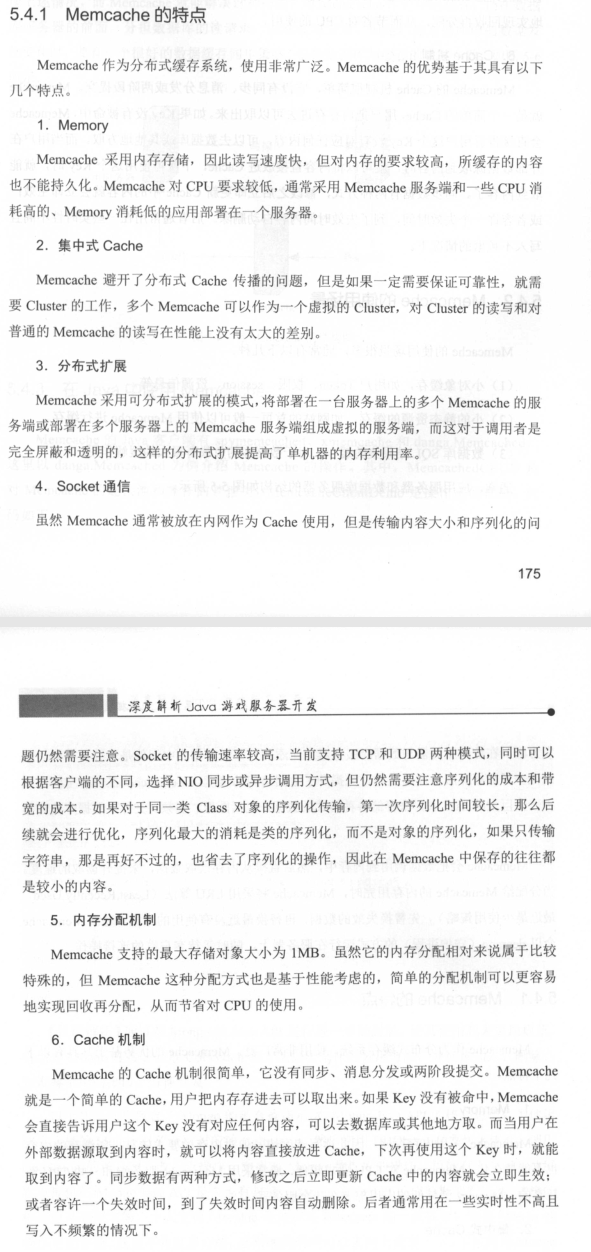 5.4.1 Memcache 的特点
Memcache 作为分布式缓存系统，使用非常广泛。Memcache 的优势基于其具有以下
几个特点。
1．Memory
Memcache 采用内存存储，因此读写速度快，但对内存的要求较高，所缓存的内容
也不能持久化。Memcache 对 CPU 要求较低，通常采用 Memcache 服务端和一些 CPU 消
耗高的、Memory 消耗低的应用部署在一个服务器。
2．集中式 Cache
Memcache 避开了分布式 Cache 传播的问题，但是如果一定需要保证可靠性，就需
要 Cluster 的工作，多个 Memcache 可以作为一个虚拟的 Cluster，对 Cluster 的读写和对
普通的 Memcache 的读写在性能上没有太大的差别。
3．分布式扩展
Memcache 采用可分布式扩展的模式，将部署在一台服务器上的多个 Memcache 的服
务端或部署在多个服务器上的 Memcache 服务端组成虚拟的服务端，而这对于调用者是
完全屏蔽和透明的，这样的分布式扩展提高了单机器的内存利用率。
4．Socket 通信
虽然 Memcache 通常被放在内网作为 Cache 使用，但是传输内容大小和序列化的问
175
深度解析 Java 游戏服务器开发
题仍然需要注意。Socket 的传输速率较高，当前支持 TCP 和 UDP 两种模式，同时可以
根据客户端的不同，选择 NIO 同步或异步调用方式，但仍然需要注意序列化的成本和带
宽的成本。如果对于同一类 Class 对象的序列化传输，第一次序列化时间较长，那么后
续就会进行优化，序列化最大的消耗是类的序列化，而不是对象的序列化，如果只传输
字符串，那是再好不过的，也省去了序列化的操作，因此在 Memcache 中保存的往往都
是较小的内容。
5．内存分配机制
Memcache 支持的最大存储对象大小为 1MB。虽然它的内存分配相对来说属于比较
特殊的，但 Memcache 这种分配方式也是基于性能考虑的，简单的分配机制可以更容易
地实现回收再分配，从而节省对 CPU 的使用。
6．Cache 机制
Memcache 的 Cache 机制很简单，它没有同步、消息分发或两阶段提交。Memcache
就是一个简单的 Cache，用户把内存存进去可以取出来。如果 Key 没有被命中，Memcache
会直接告诉用户这个 Key 没有对应任何内容，可以去数据库或其他地方取。而当用户在
外部数据源取到内容时，就可以将内容直接放进 Cache，下次再使用这个 Key 时，就能
取到内容了。同步数据有两种方式，修改之后立即更新 Cache 中的内容就会立即生效；
或者容许一个失效时间，到了失效时间内容自动删除。后者通常用在一些实时性不高且
写入不频繁的情况下。